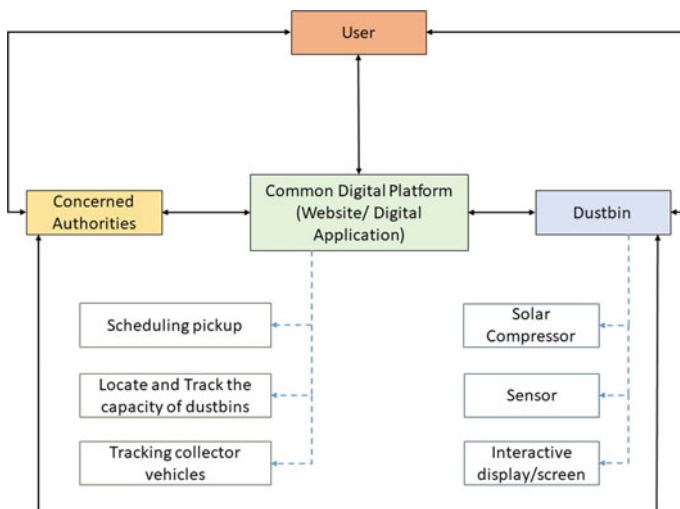 User
Concerned
Authorities
Common Digital Platform
(Website/ Digital
Application)
Dustbin
Scheduling pickup
Locate and Track the
capacity of dustbins
Tracking collector
vehicles
Solar
Compressor
Sensor
Interactive
display/screen